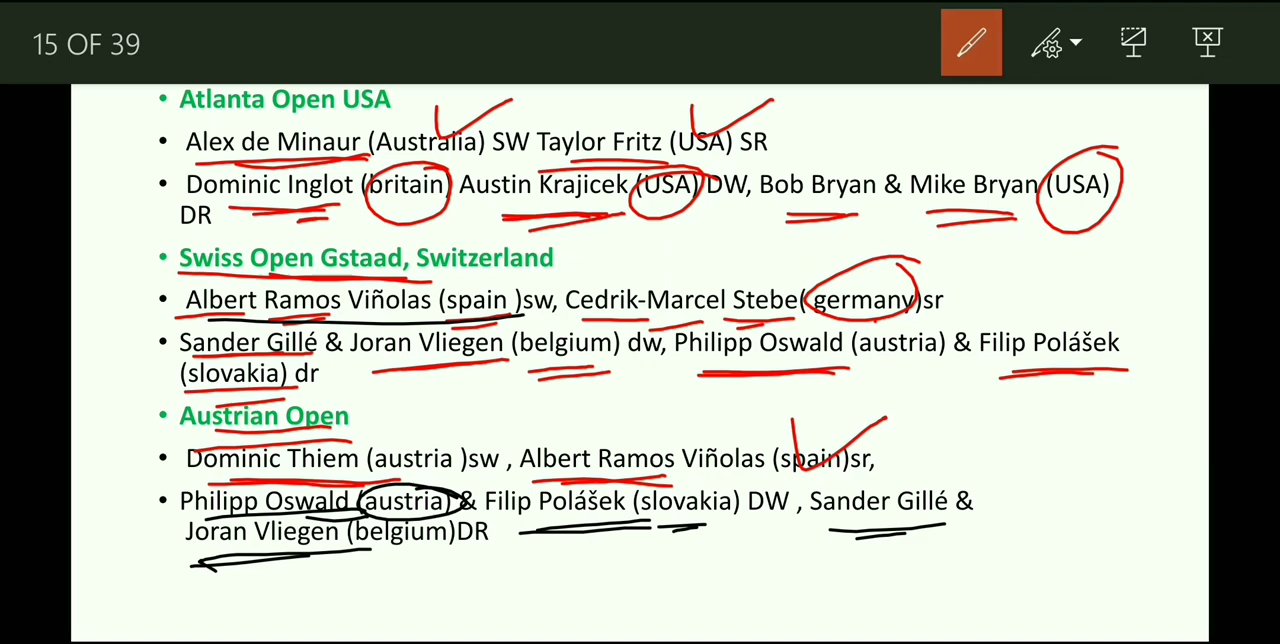 15 OF 39
• Atlanta Open USA
• Alex de Minaur (Australia) SW Taylor Fritz (USA) SR
• Dominic Inglot (britain) Austin Krajicek (USA) DW, Bob Bryan & Mike Bryan (USA)
DR
• Swiss Open Gstaad, Switzerland
• Albert Ramos Viñolas (spain )sw, Cedrik-Marcel Stebe( germany)sr
• Sander Gillé & Joran Vliegen (belgium) dw, Philipp Oswald (austria) & Filip Polášek
(slovakia) dr
• Austrian Open
• Dominic Thiem (austria )sw , Albert Ramos Viñolas (spain)sr,
• Philipp Oswald (austria) & Filip Polášek (slovakia) DW , Sander Gillé &
Joran Vliegen (belgium)DR